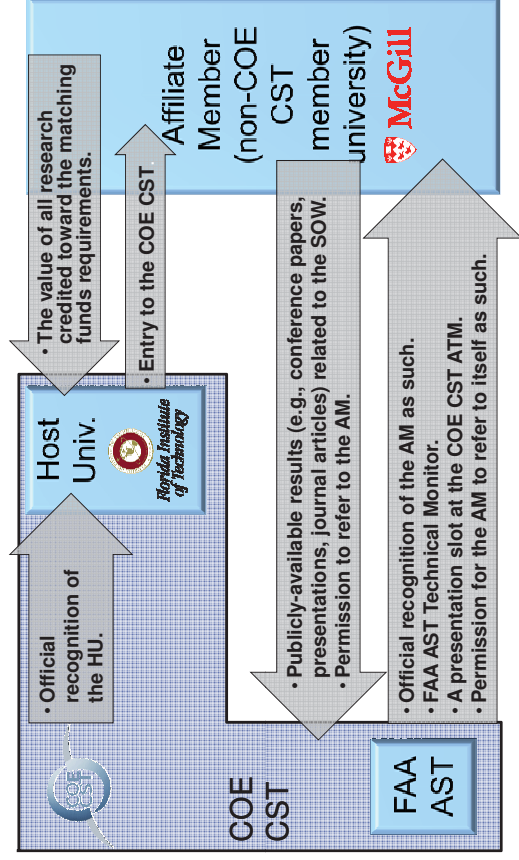 COE
CST
• Official
recognition of
the HU.
Host
Univ.
Florida Institute
of Technology
• The value of all research
credited toward the matching
funds requirements.
• Entry to the COE CST.
Affiliate
Member
(non-COE
CST
member
university)
McGill
COE
CST
• Publicly-available results (e.g., conference papers,
presentations, journal articles) related to the SOW.
• Permission to refer to the AM.
FAA
AST
• Official recognition of the AM as such.
• FAA AST Technical Monitor.
• A presentation slot at the COE CST ATM.
• Permission for the AM to refer to itself as such.